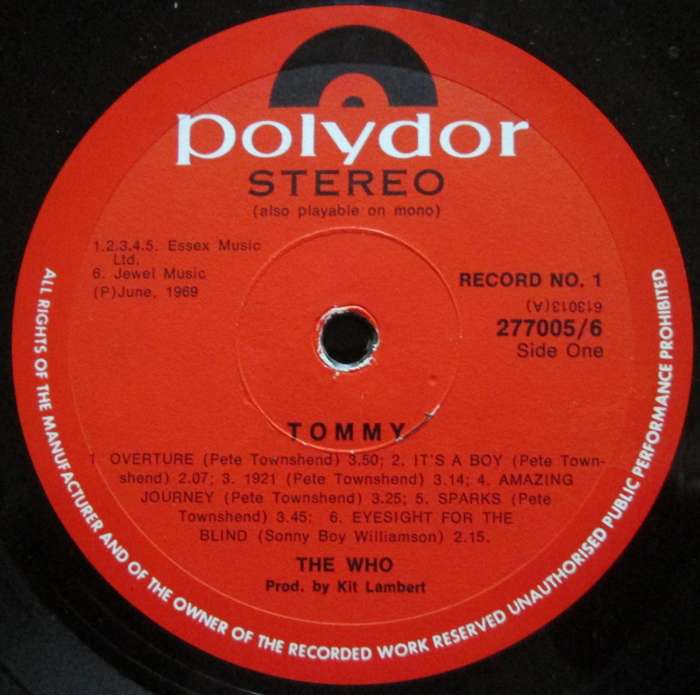 polydor
STEREO
(also playable on mono)
1.2.3.4.5. Essex Music
Ltd.
6. Jewel Music
(P)June, 1969
RECORD NO. 1
613013(A)
277005/6
Side One
TOMMY
1. OVERTURE (Pete Townshend) 3.50; 2. IT'S A BOY (Pete Town-
shend) 2.07; 3. 1921 (Pete Townshend) 3.14; 4. AMAZING
JOURNEY (Pete Townshend) 3.25; 5. SPARKS (Pete
Townshend) 3.45; 6. EYESIGHT FOR THE
BLIND (Sonny Boy Williamson) 2.15.
THE WHO
Prod. by Kit Lambert
ALL RIGHTS OF THE MANUFACTURER AND OF THE OWNER OF THE RECORDED WORK RESERVED UNAUTHORISED PUBLIC PERFORMANCE PROHIBITED